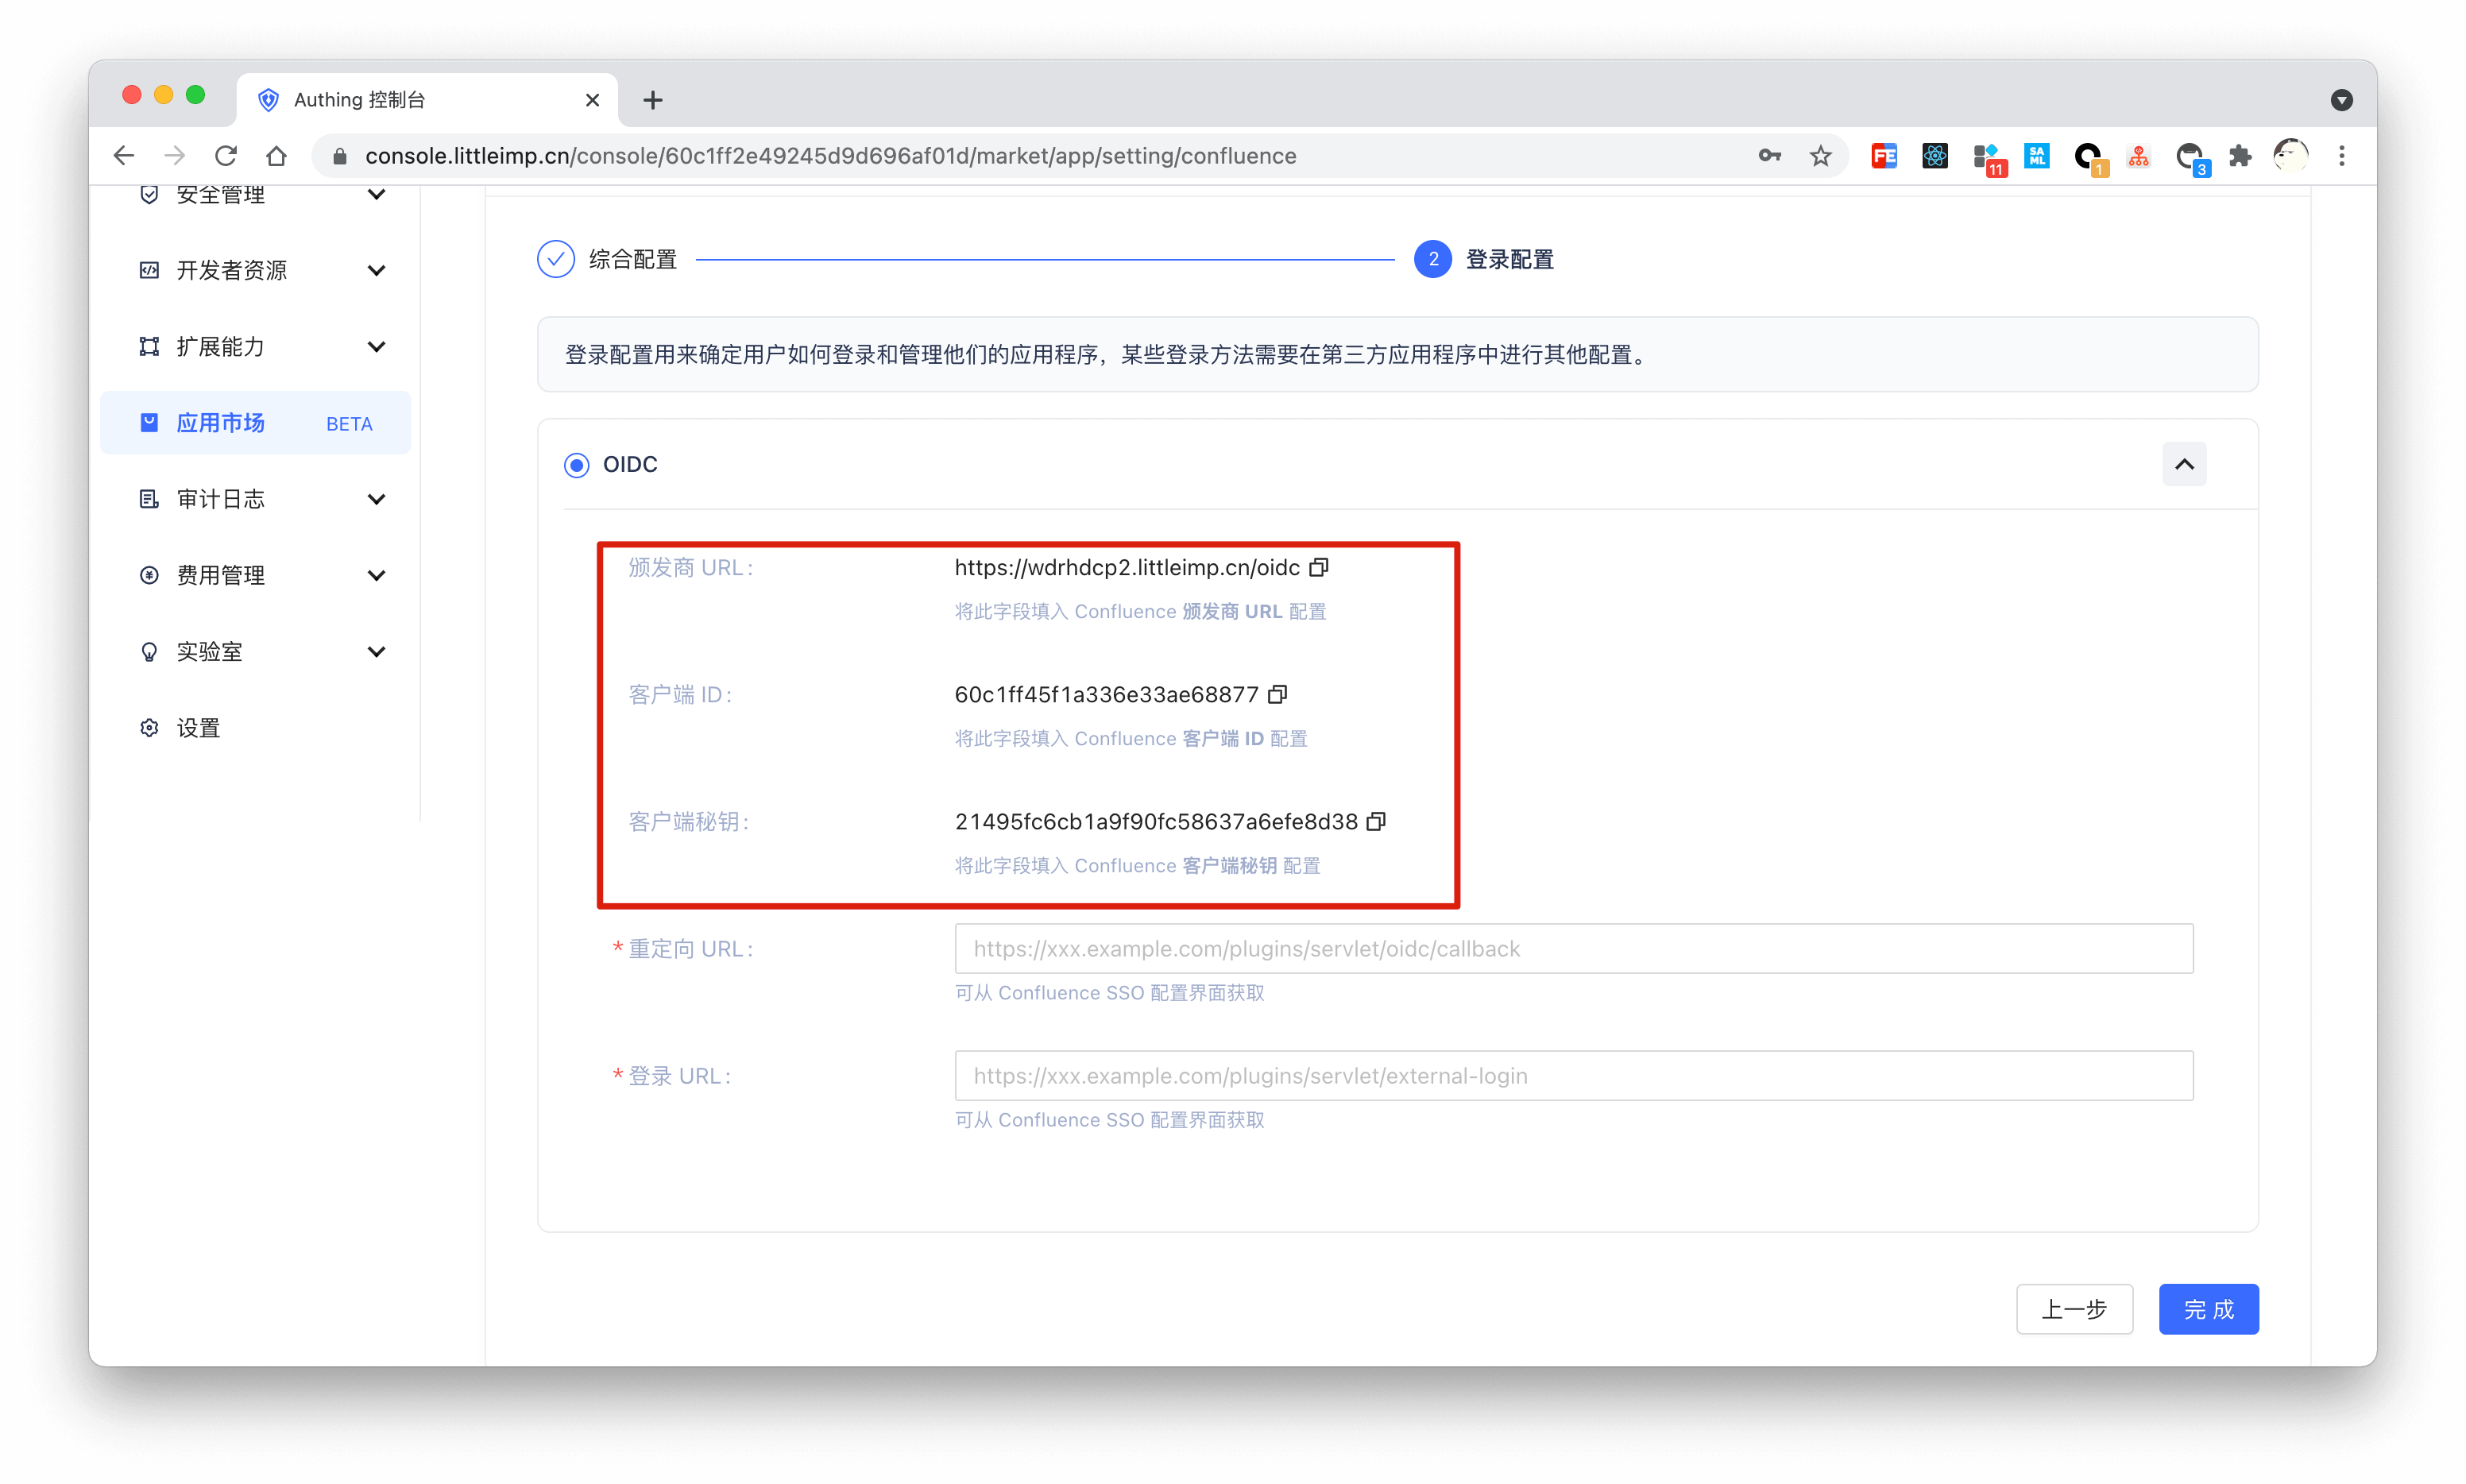 Authing 控制台
console.littleimp.cn/console/60c1ff2e49245d9d696af01d/market/app/setting/confluence
FE
11
SA
ML
1
3
安全管理
开发者资源
扩展能力
应用市场 BETA
审计日志
费用管理
实验室
设置
综合配置
2 登录配置
登录配置用来确定用户如何登录和管理他们的应用程序，某些登录方法需要在第三方应用程序中进行其他配置。
OIDC
颁发商 URL: https://wdrhdcp2.littleimp.cn/oidc
将此字段填入 Confluence 颁发商 URL 配置
客户端 ID: 60c1ff45f1a336e33ae68877
将此字段填入 Confluence 客户端 ID 配置
客户端秘钥: 21495fc6cb1a9f90fc58637a6efe8d38
将此字段填入 Confluence 客户端秘钥 配置
* 重定向 URL: https://xxx.example.com/plugins/servlet/oidc/callback
可从 Confluence SSO 配置界面获取
* 登录 URL: https://xxx.example.com/plugins/servlet/external-login
可从 Confluence SSO 配置界面获取
上一步 完 成